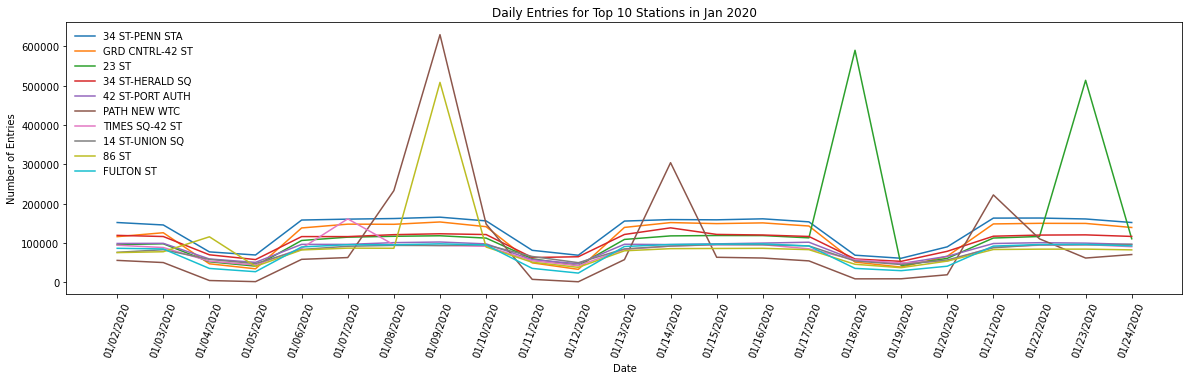 Daily Entries for Top 10 Stations in Jan 2020
34 ST-PENN STA
GRD CNTRL-42 ST
23 ST
34 ST-HERALD SQ
42 ST-PORT AUTH
PATH NEW WTC
TIMES SQ-42 ST
14 ST-UNION SQ
86 ST
FULTON ST
Number of Entries
600000
500000
400000
300000
200000
100000
0
01/02/2020
01/03/2020
01/04/2020
01/05/2020
01/06/2020
01/07/2020
01/08/2020
01/09/2020
01/10/2020
01/11/2020
01/12/2020
01/13/2020
01/14/2020
01/15/2020
01/16/2020
01/17/2020
01/18/2020
01/19/2020
01/20/2020
01/21/2020
01/22/2020
01/23/2020
01/24/2020
Date